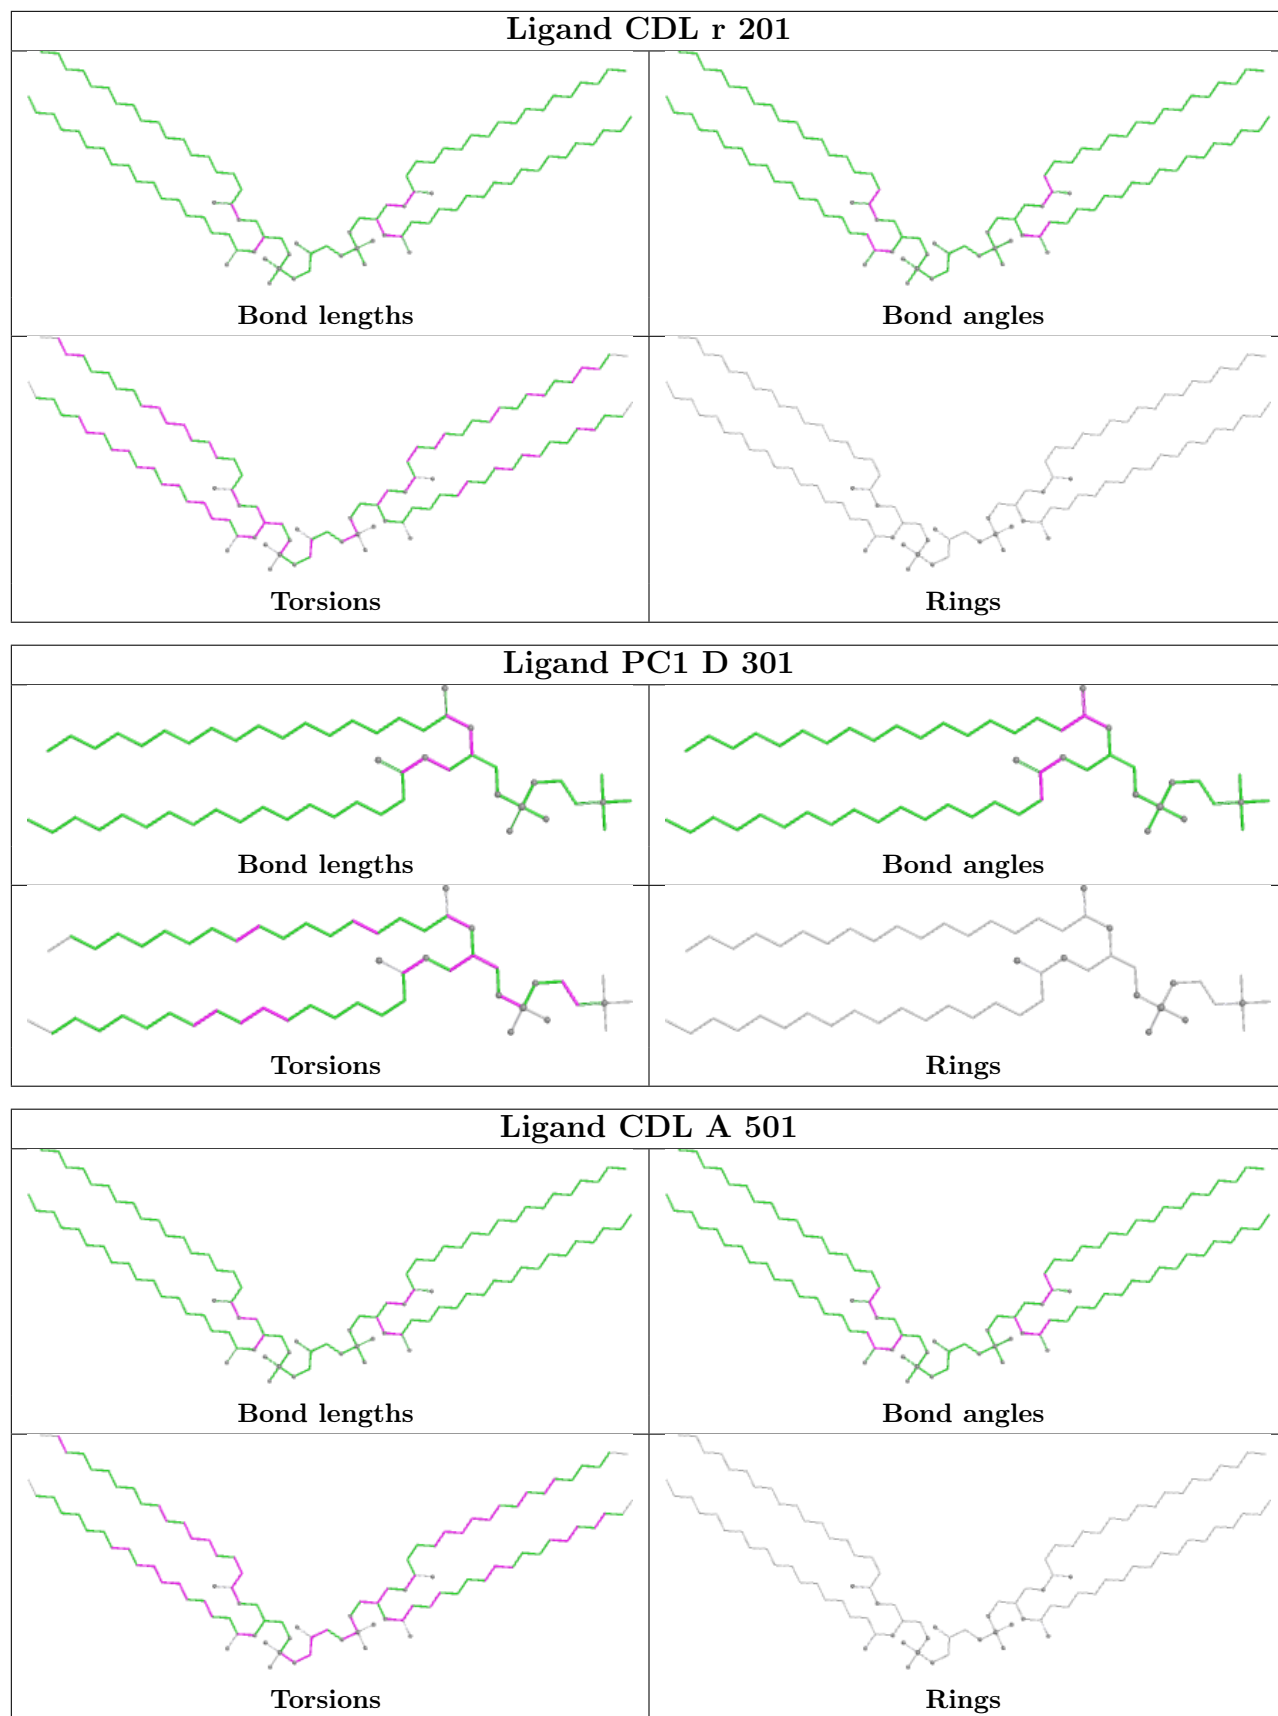 Ligand CDL r 201
Bond lengths
Bond angles
Torsions
Rings
Ligand PC1 D 301
Bond lengths
Bond angles
Torsions
Rings
Ligand CDL A 501
Bond lengths
Bond angles
Torsions
Rings